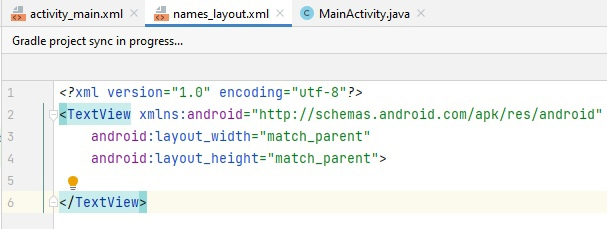 activity_main.xml names_layout.xml MainActivity.java
Gradle project sync in progress...
1 <?xml version="1.0" encoding="utf-8"?>
2 <TextView xmlns:android="http://schemas.android.com/apk/res/android"
3 android:layout_width="match_parent"
4 android:layout_height="match_parent">
5
6 </TextView>